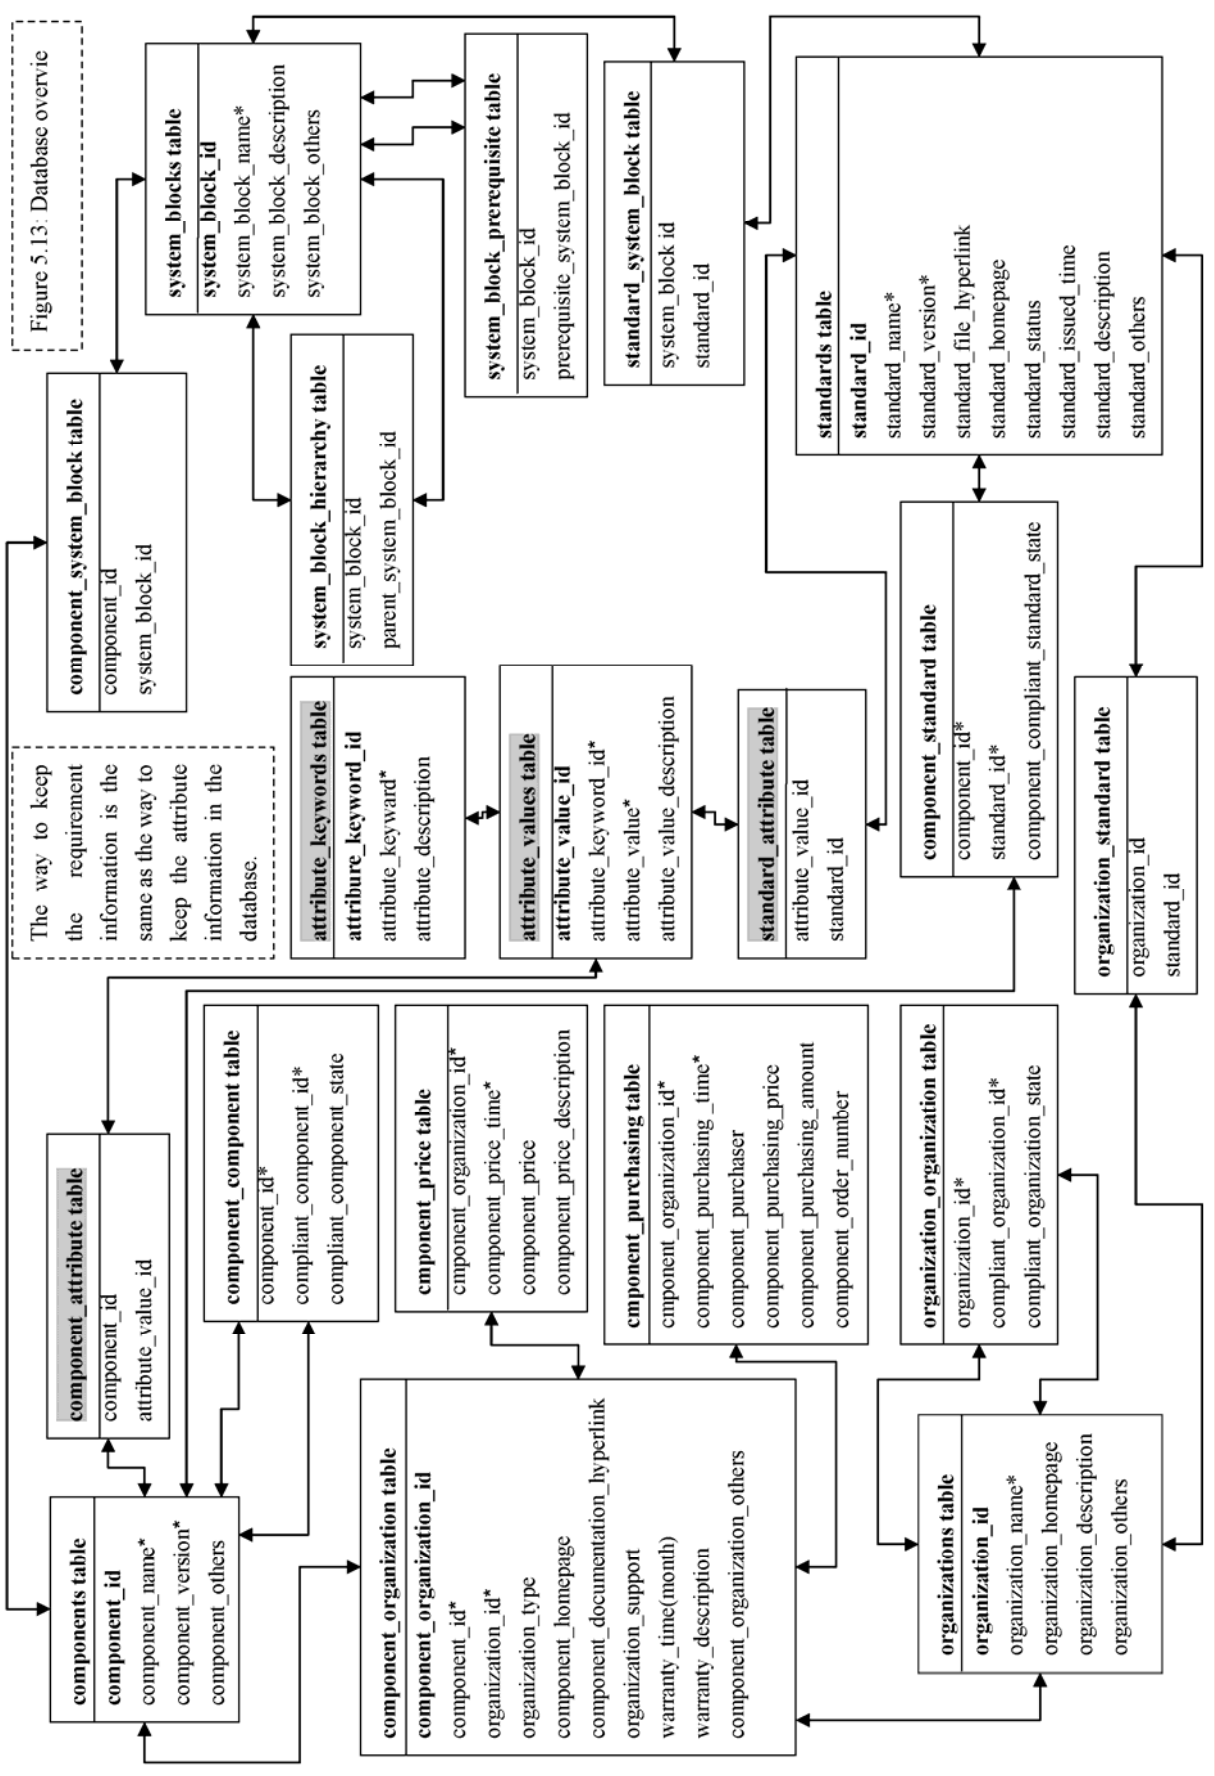 Figure 5.13: Database overvie
The way to keep
the requirement
information is the
same as the way to
keep the attribute
information in the
database.
components table
component_id
component_name*
component_version*
component_others
component_attribute table
component_id
attribute_value_id
component_system_block table
component_id
system_block_id
system_blocks table
system_block_id
system_block_name*
system_block_description
system_block_others
component_component table
component_id*
compliant_component_id*
compliant_component_state
attribute_keywords table
attribure_keyword_id
attribute_keyward*
attribute_description
system_block_hierarchy table
system_block_id
parent_system_block_id
component_organization table
component_organization_id
component_id*
organization_id*
organization_type
component_homepage
component_documentation_hyperlink
organization_support
warranty_time(month)
warranty_description
component_organization_others
cmponent_price table
cmponent_organization_id*
component_price_time*
component_price
component_price_description
attribute_values table
attribute_value_id
attribute_keyword_id*
attribute_value*
attribute_value_description
system_block_prerequisite table
system_block_id
prerequisite_system_block_id
cmponent_purchasing table
cmponent_organization_id*
component_purchasing_time*
component_purchaser
component_purchasing_price
component_purchasing_amount
component_order_number
standard_attribute table
attribute_value_id
standard_id
standard_system_block table
system_block id
standard_id
organizations table
organization_id
organization_name*
organization_homepage
organization_description
organization_others
organization_organization table
organization_id*
compliant_organization_id*
compliant_organization_state
component_standard table
component_id*
standard_id*
component_compliant_standard_state
standards table
standard_id
standard_name*
standard_version*
standard_file_hyperlink
standard_homepage
standard_status
standard_issued_time
standard_description
standard_others
organization_standard table
organization_id
standard_id